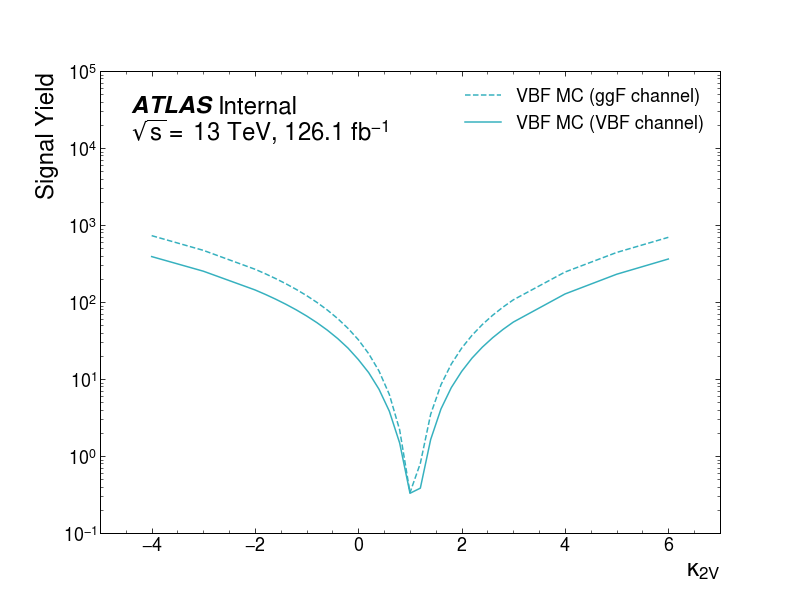 Signal Yield
10⁵
10⁴
10³
10²
10¹
10⁰
10⁻¹
ATLAS Internal
√s = 13 TeV, 126.1 fb⁻¹
VBF MC (ggF channel)
VBF MC (VBF channel)
−4 −2 0 2 4 6
κ2V